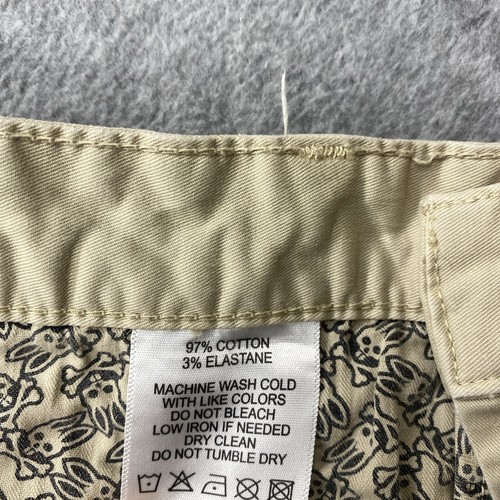 97% COTTON
3% ELASTANE
MACHINE WASH COLD
WITH LIKE COLORS
DO NOT BLEACH
LOW IRON IF NEEDED
DRY CLEAN
DO NOT TUMBLE DRY